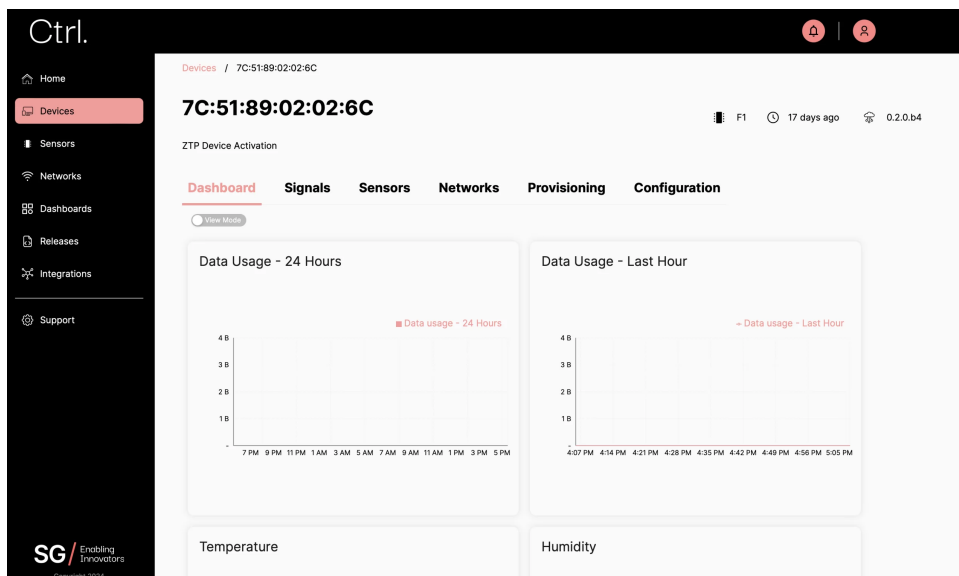 Ctrl.
Home
Devices
Sensors
Networks
Dashboards
Releases
Integrations
Support
SG/ Enabling
Innovators
Copyright 2024
Devices / 7C:51:89:02:02:6C
7C:51:89:02:02:6C
F1 17 days ago 0.2.0.b4
ZTP Device Activation
Dashboard Signals Sensors Networks Provisioning Configuration
View Mode
Data Usage - 24 Hours
Data usage - 24 Hours
4 B
3 B
2 B
1 B
-
7 PM 9 PM 11 PM 1 AM 3 AM 5 AM 7 AM 9 AM 11 AM 1 PM 3 PM 5 PM
Data Usage - Last Hour
Data usage - Last Hour
4 B
3 B
2 B
1 B
-
4:07 PM 4:14 PM 4:21 PM 4:28 PM 4:35 PM 4:42 PM 4:49 PM 4:56 PM 5:05 PM
Temperature
Humidity